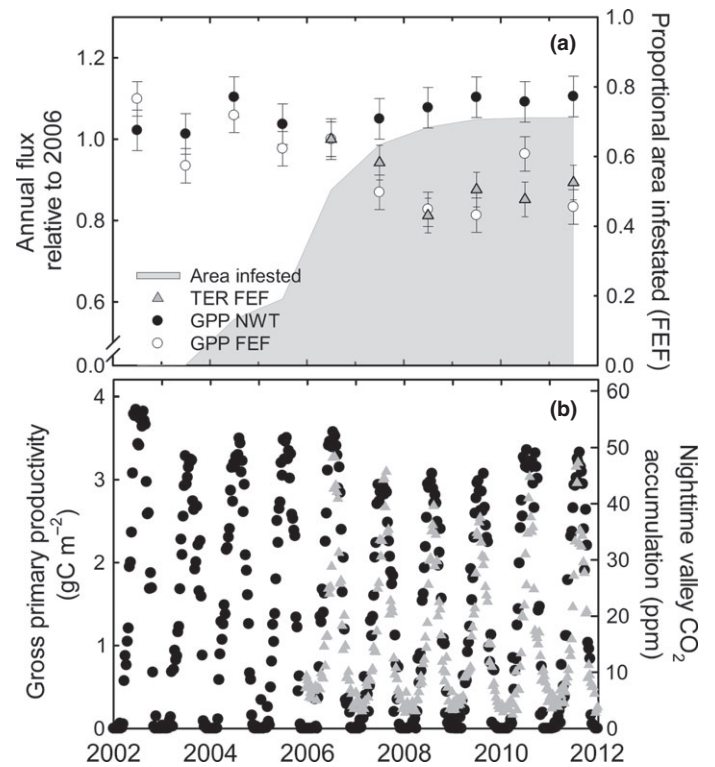 (a)
Annual flux
relative to 2006
1.2
1.0
0.8
0.6
0.0
1.0
0.8
0.6
0.4
0.2
0.0
Proportional area infestated (FEF)
Area infested
TER FEF
GPP NWT
GPP FEF
(b)
Gross primary productivity
(gC m−2)
4
3
2
1
0
60
50
40
30
20
10
0
Nighttime valley CO2
accumulation (ppm)
2002 2004 2006 2008 2010 2012